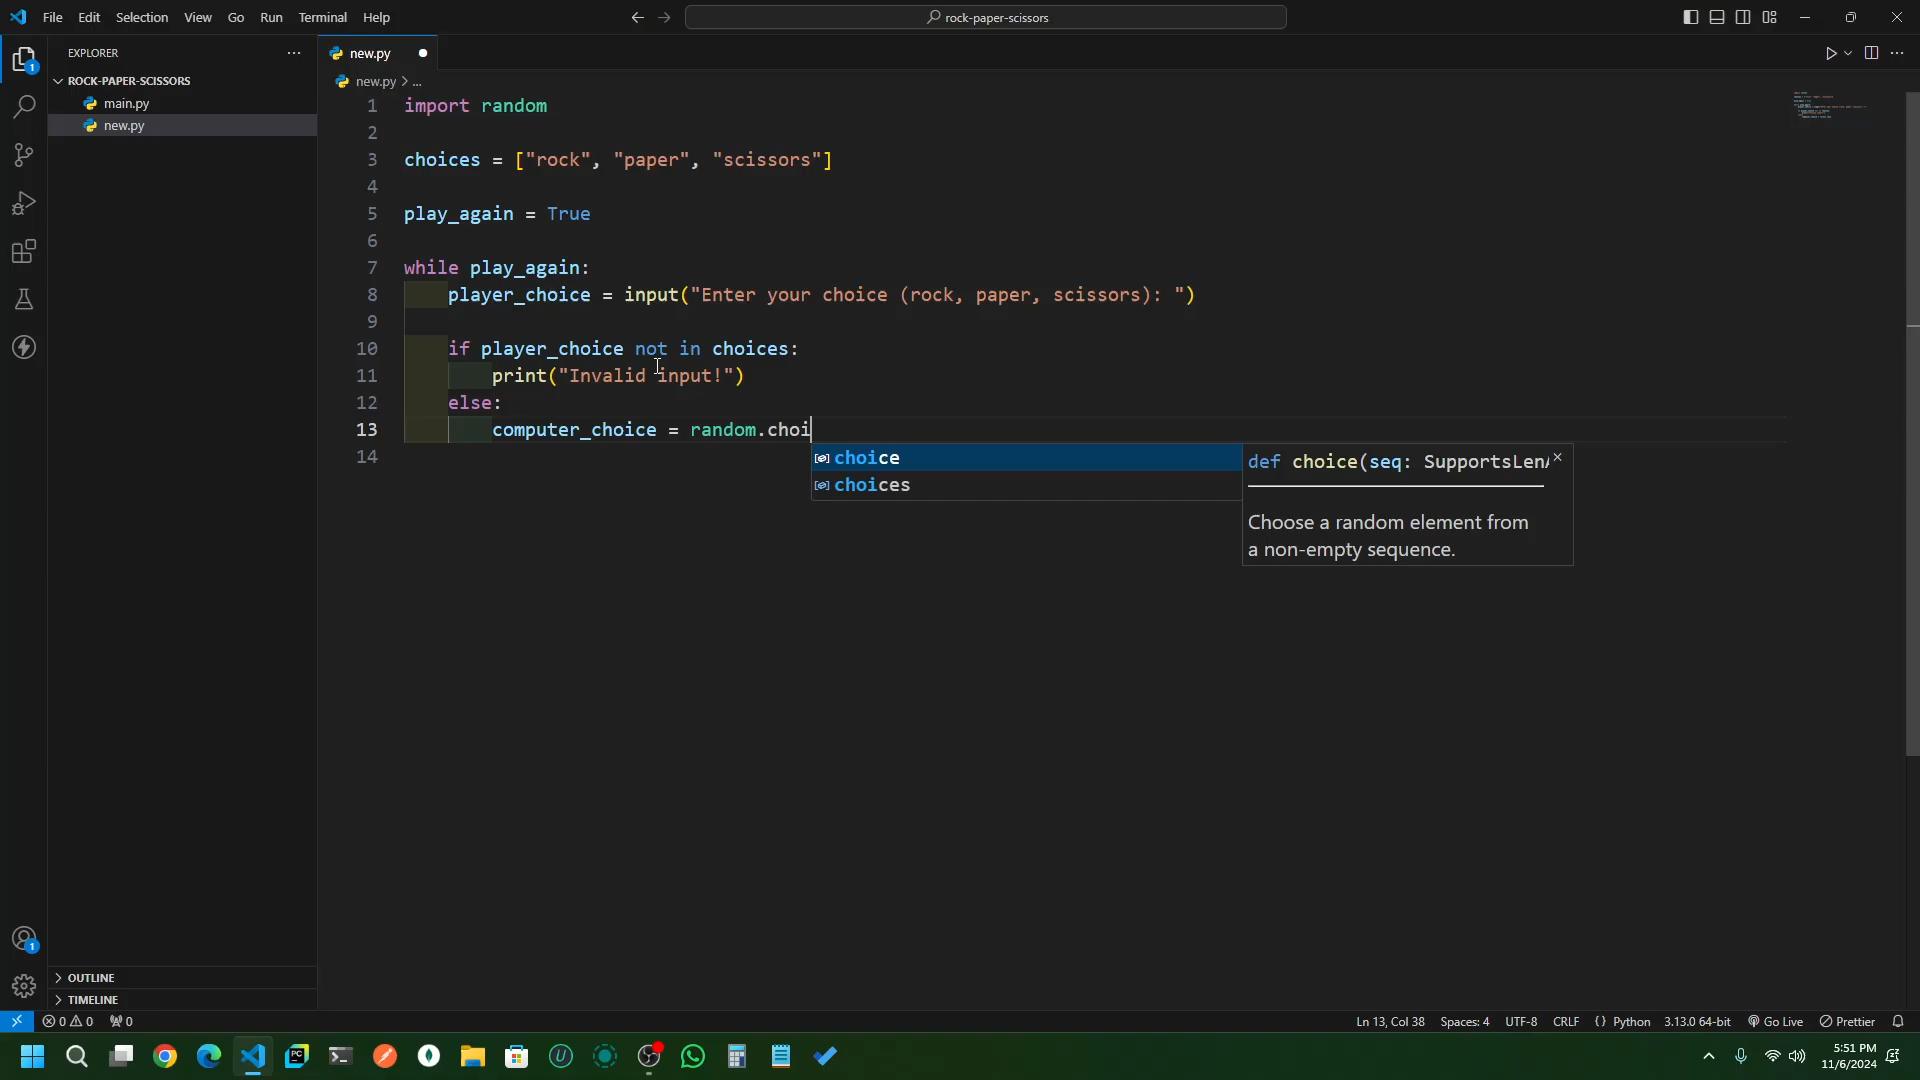 File Edit Selection View Go Run Terminal Help
rock-paper-scissors
EXPLORER
new.py
ROCK-PAPER-SCISSORS
main.py
new.py
new.py > ...
1 import random
2
3 choices = ["rock", "paper", "scissors"]
4
5 play_again = True
6
7 while play_again:
8 player_choice = input("Enter your choice (rock, paper, scissors): ")
9
10 if player_choice not in choices:
11 print("Invalid input!")
12 else:
13 computer_choice = random.choi
14
choice
choices
def choice(seq: SupportsLen
Choose a random element from
a non-empty sequence.
1
1
OUTLINE
TIMELINE
0 0 0
Ln 13, Col 38 Spaces: 4 UTF-8 CRLF {} Python 3.13.0 64-bit Go Live Prettier
PC
U
5:51 PM
11/6/2024